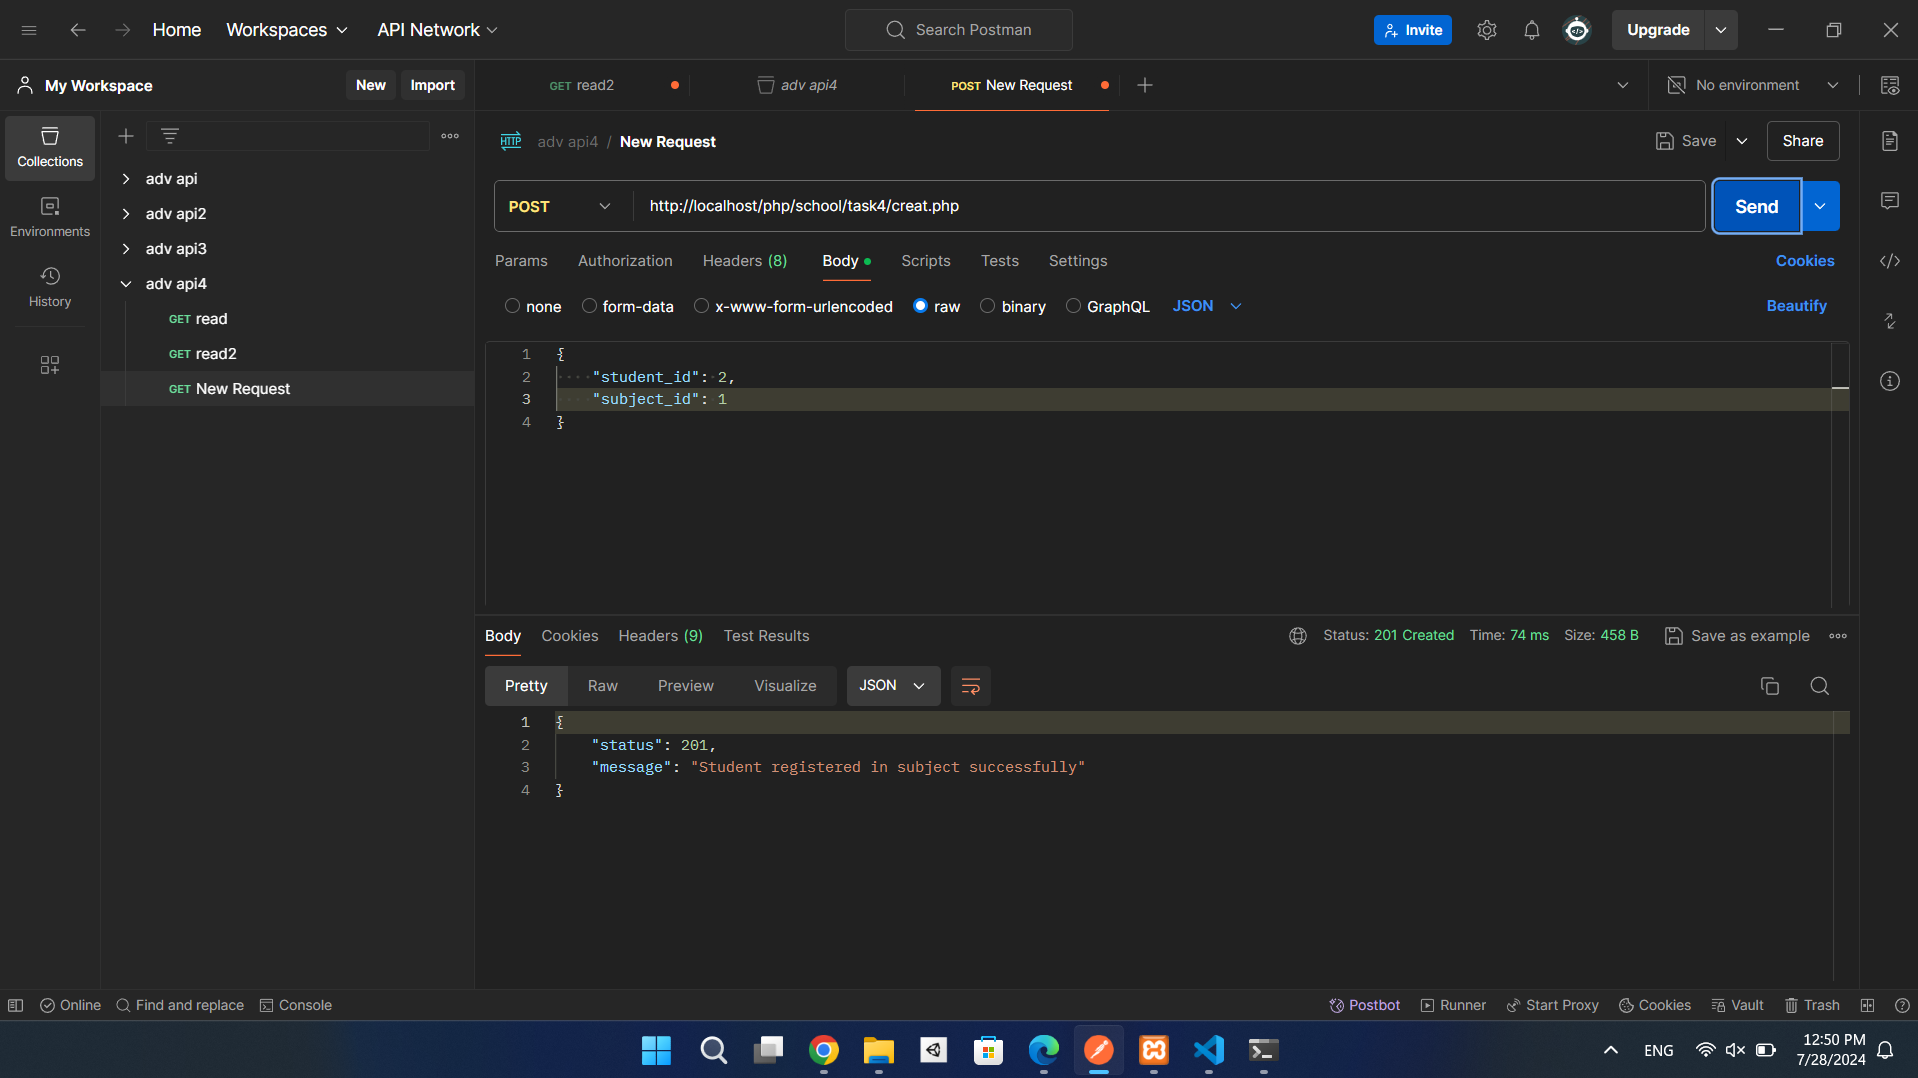 Home Workspaces API Network Search Postman Invite Upgrade
My Workspace New Import GET read2 adv api4 POST New Request No environment
Collections
Environments
History
adv api
adv api2
adv api3
adv api4
GET read
GET read2
GET New Request
HTTP adv api4 / New Request Save Share
POST http://localhost/php/school/task4/creat.php Send
Params Authorization Headers (8) Body Scripts Tests Settings Cookies
none form-data x-www-form-urlencoded raw binary GraphQL JSON Beautify
1 {
2 ····"student_id":·2,
3 ····"subject_id":·1
4 }
Body Cookies Headers (9) Test Results Status: 201 Created Time: 74 ms Size: 458 B Save as example
Pretty Raw Preview Visualize JSON
1 {
2 "status": 201,
3 "message": "Student registered in subject successfully"
4 }
Online Find and replace Console Postbot Runner Start Proxy Cookies Vault Trash
ENG 12:50 PM
7/28/2024